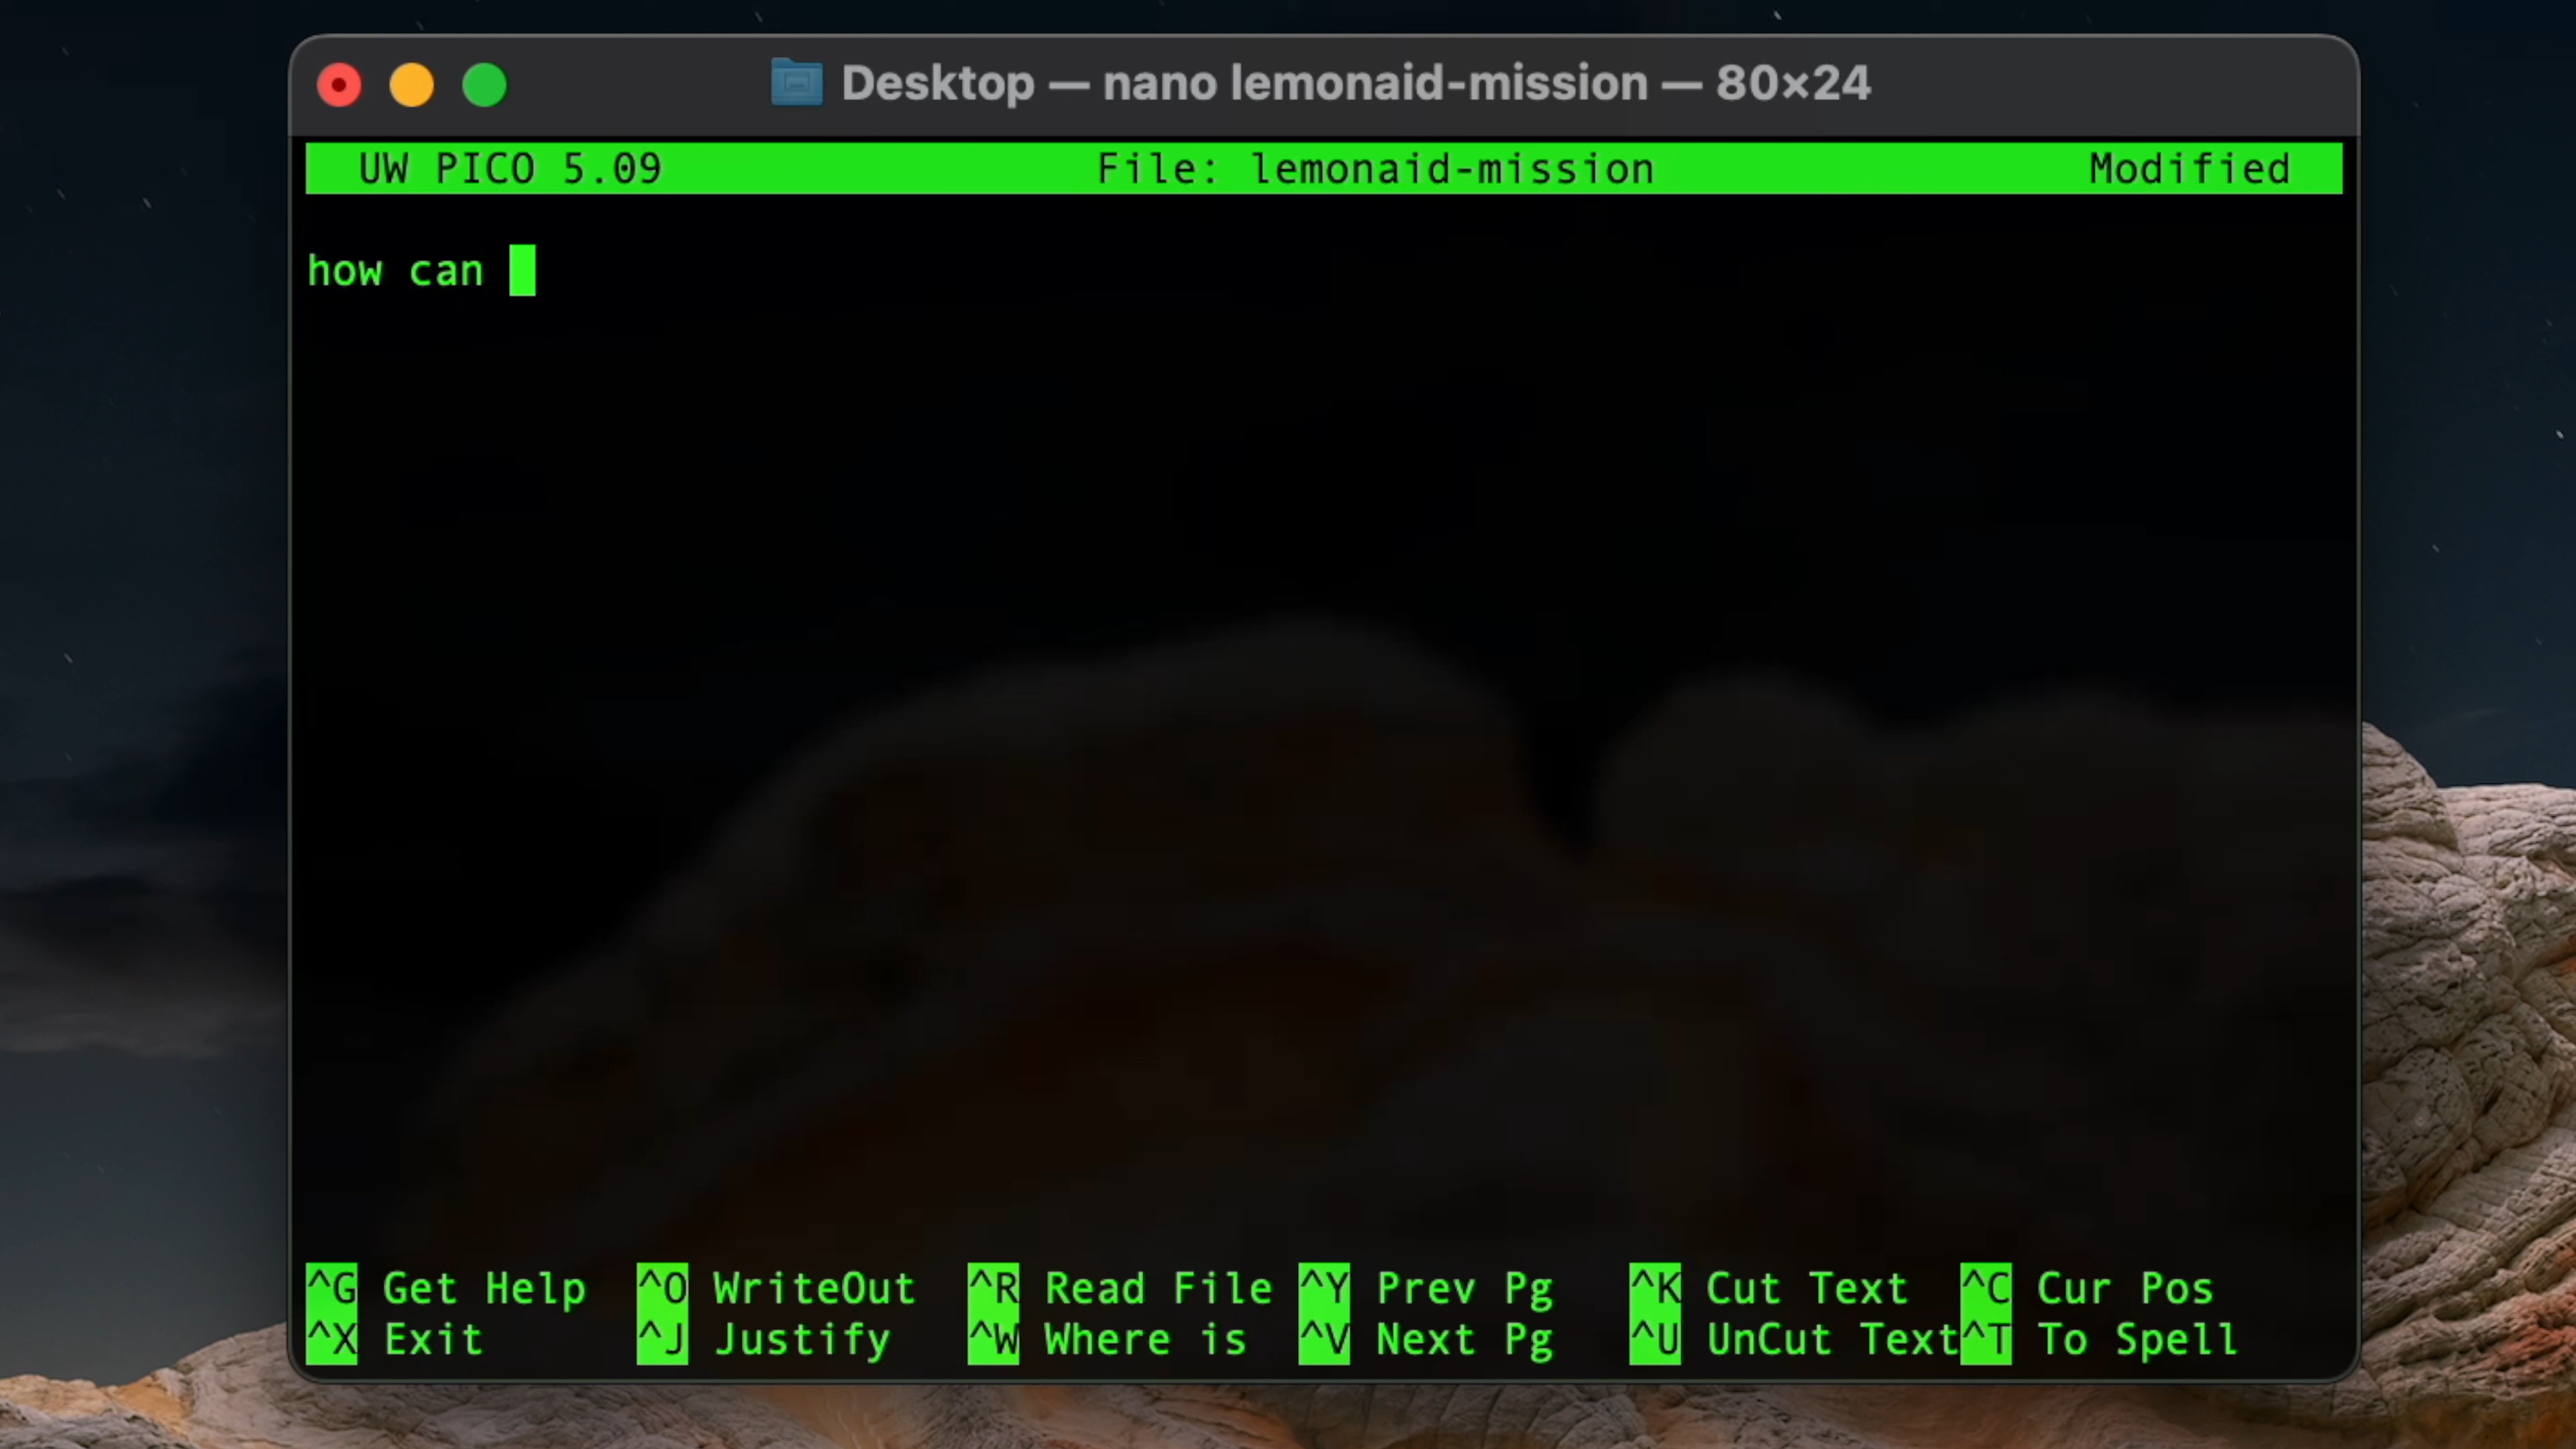 Desktop — nano lemonaid-mission — 80×24
UW PICO 5.09 File: lemonaid-mission Modified
how can
^G Get Help ^O WriteOut ^R Read File ^Y Prev Pg ^K Cut Text ^C Cur Pos
^X Exit ^J Justify ^W Where is ^V Next Pg ^U UnCut Text ^T To Spell